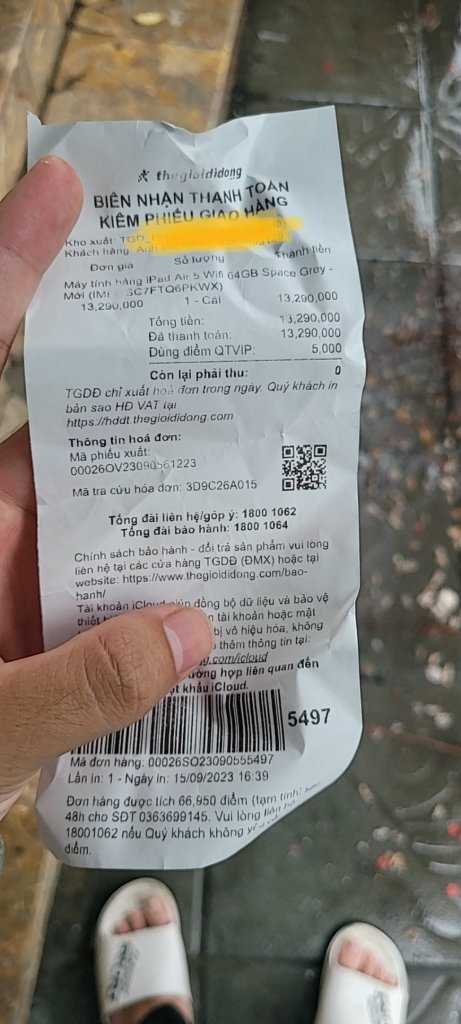 thegioididong
BIÊN NHẬN THANH TOÁN
KIÊM PHIẾU GIAO HÀNG
Kho xuất: TGD
Khách hàng: Anh
Đơn giá Số lượng Thành tiền
Máy tính bảng iPad Air 5 Wifi 64GB Space Grey -
Mới (IMEI: SC7FTQ6PKWX)
13,290,000 1 - Cái 13,290,000
Tổng tiền: 13,290,000
Đã thanh toán: 13,290,000
Dùng điểm QTVIP: 5,000
Còn lại phải thu: 0
TGDĐ chỉ xuất hoá đơn trong ngày. Quý khách in
bản sao HĐ VAT tại
https://hddt.thegioididong.com
Thông tin hoá đơn:
Mã phiếu xuất:
00026OV23090561223
Mã tra cứu hóa đơn: 3D9C26A015
Tổng đài liên hệ/góp ý: 1800 1062
Tổng đài bảo hành: 1800 1064
Chính sách bảo hành - đổi trả sản phẩm vui lòng
liên hệ tại các cửa hàng TGDĐ (ĐMX) hoặc tại
website: https://www.thegioididong.com/bao-
hanh/
Tài khoản iCloud giúp đồng bộ dữ liệu và bảo vệ
thiết tài khoản hoặc mật
bị vô hiệu hóa, không
thêm thông tin tại:
g.com/icloud
ường hợp liên quan đến
t khẩu iCloud.
5497
Mã đơn hàng: 00026SO23090555497
Lần in: 1 - Ngày in: 15/09/2023 16:39
Đơn hàng được tích 66,950 điểm (tạm tính)
48h cho SĐT 0363699145. Vui lòng liên hệ
18001062 nếu Quý khách không
điểm.